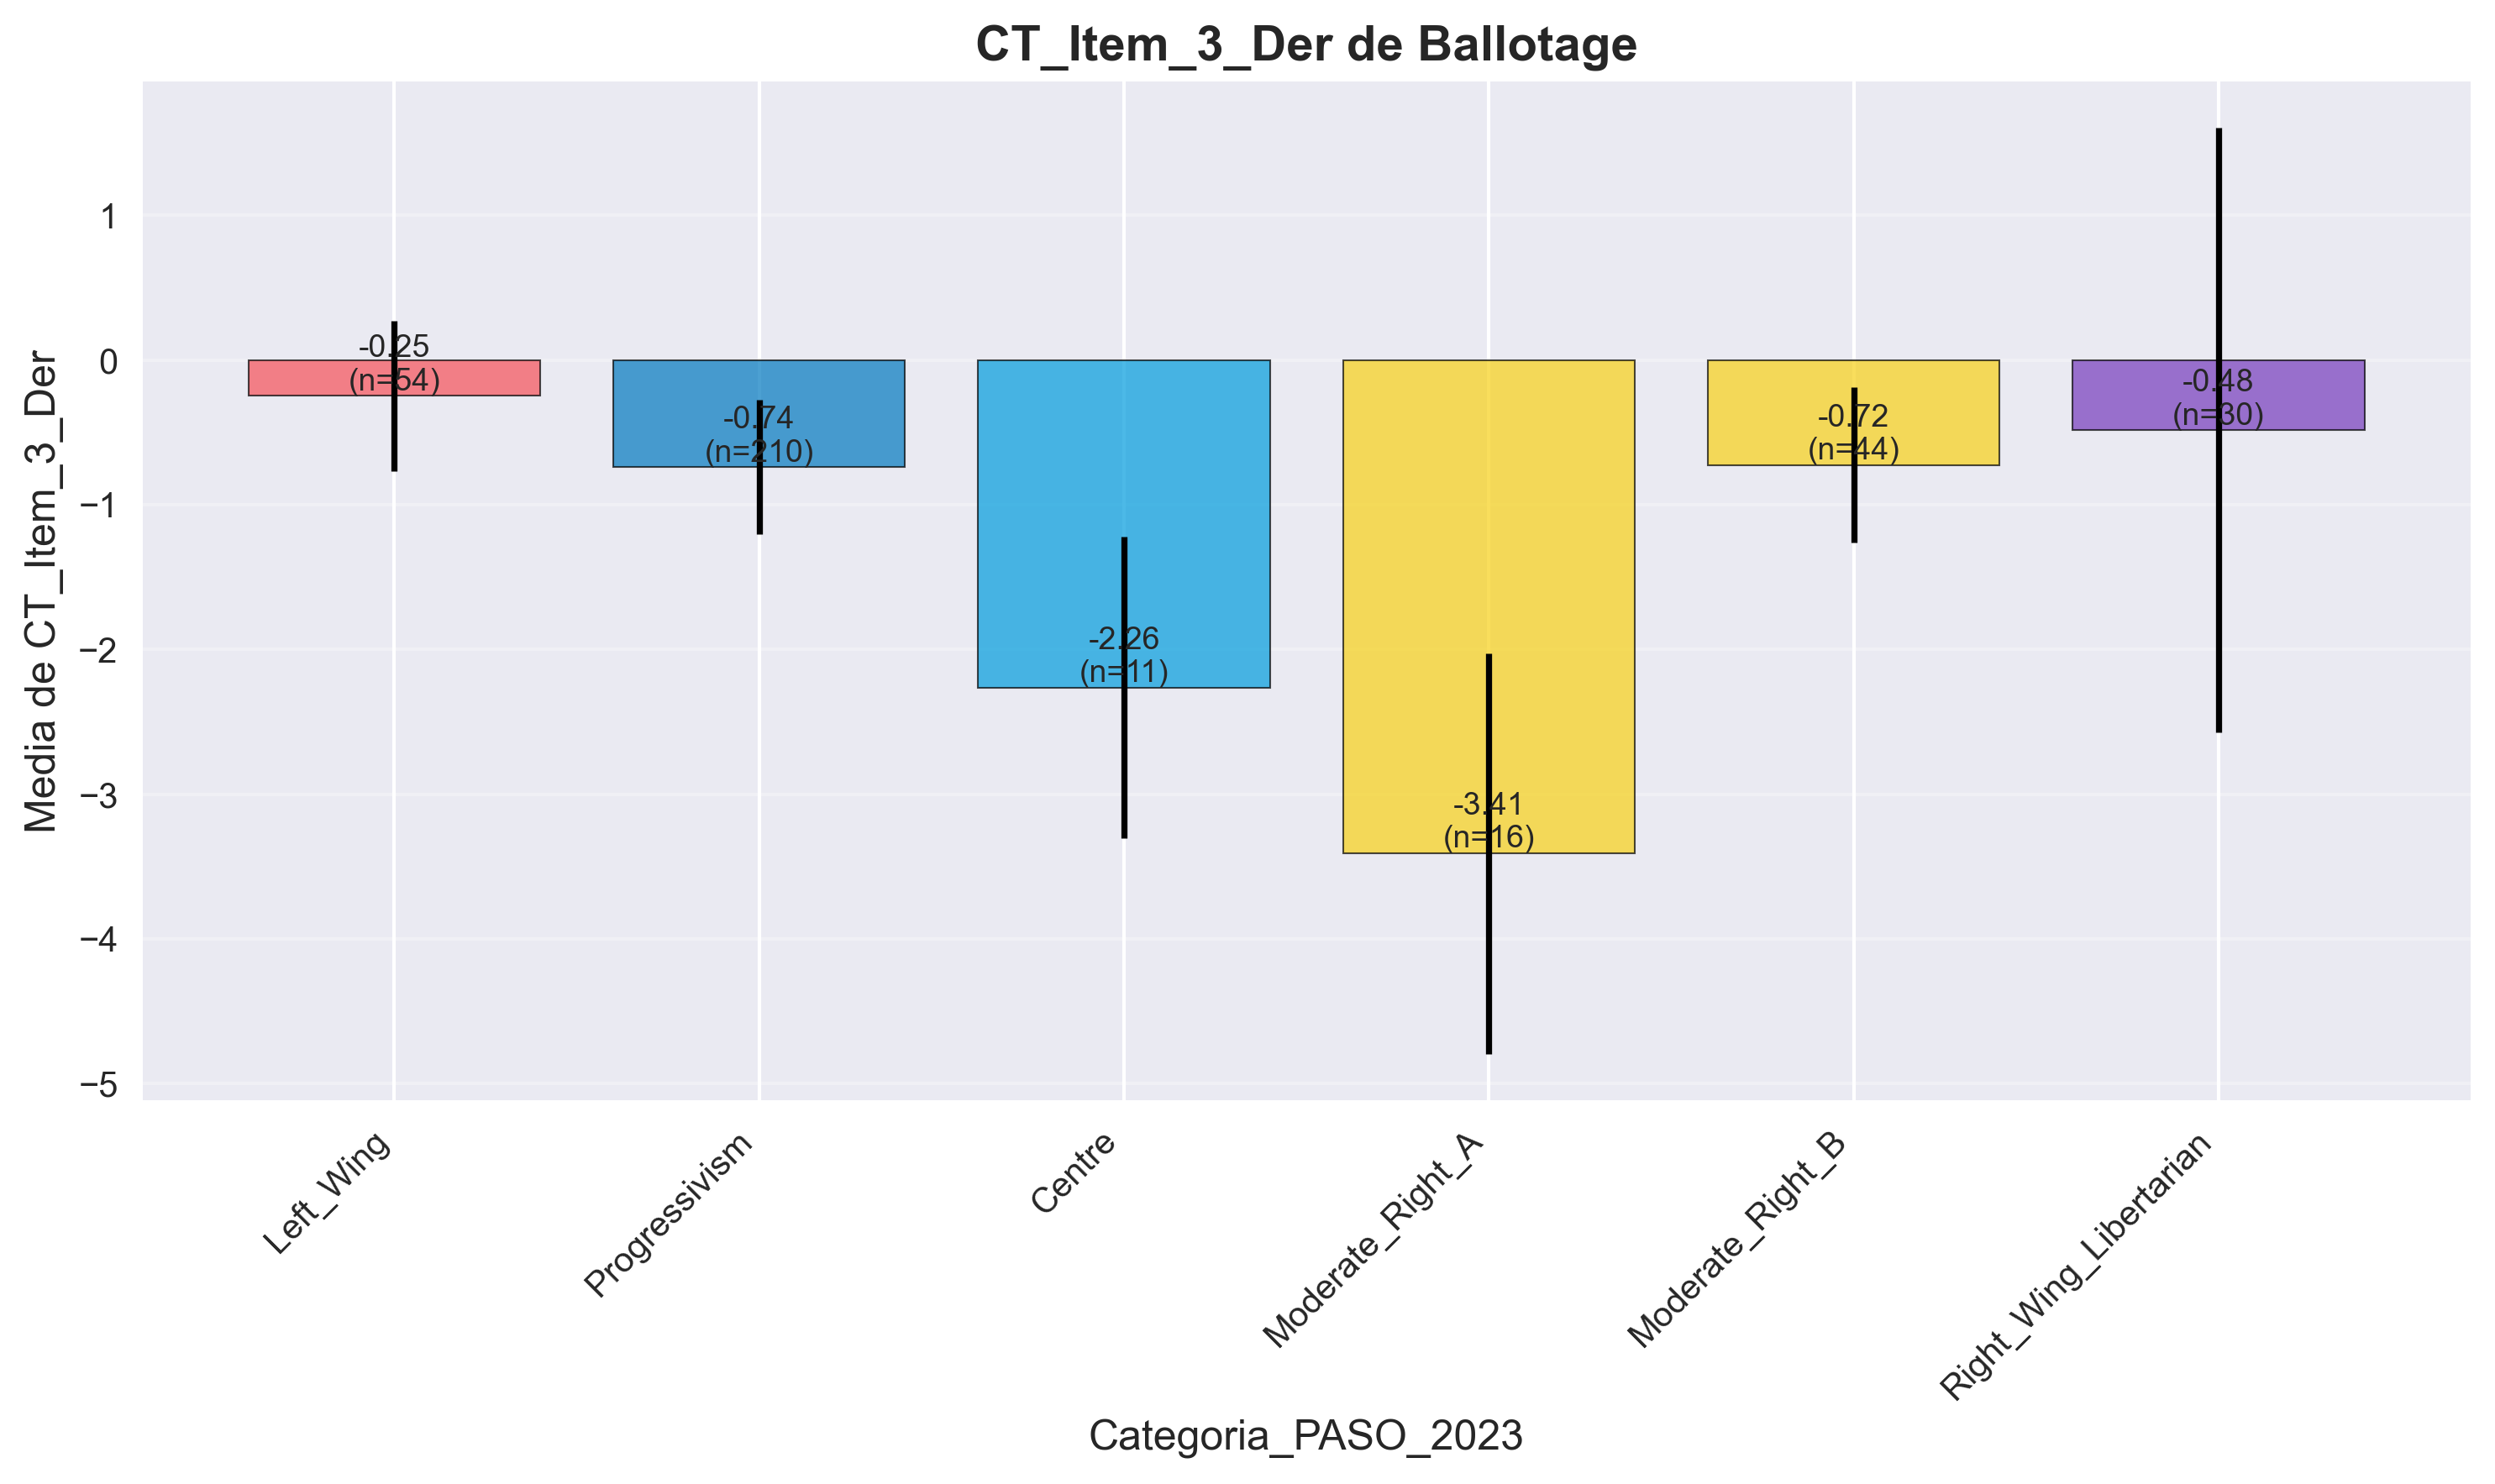 CT_Item_3_Der de Ballotage
Media de CT_Item_3_Der
1
0
−1
−2
−3
−4
−5
-0.25
(n=54)
-0.74
(n=210)
-2.26
(n=11)
-3.41
(n=16)
-0.72
(n=44)
-0.48
(n=30)
Left_Wing
Progressivism
Centre
Moderate_Right_A
Moderate_Right_B
Right_Wing_Libertarian
Categoria_PASO_2023